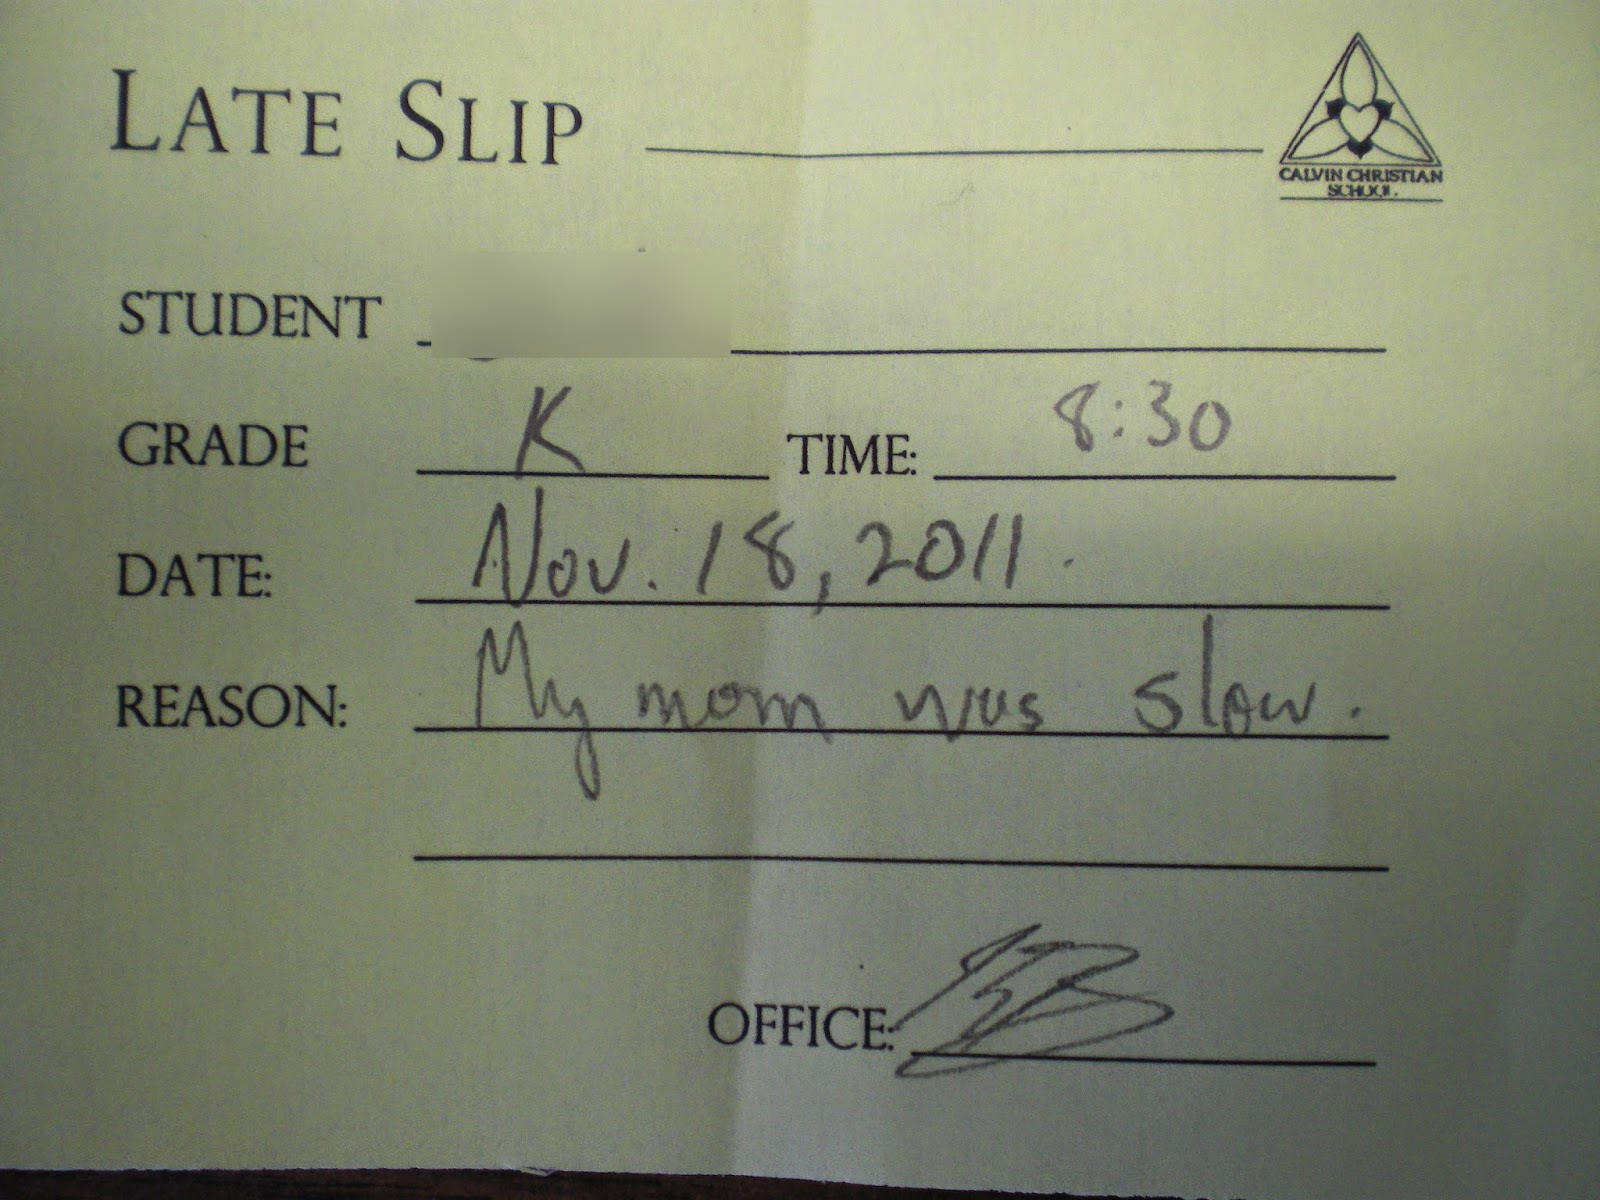 LATE SLIP
CALVIN CHRISTIAN
SCHOOL
STUDENT
GRADE K TIME: 8:30
DATE: Nov. 18, 2011.
REASON: My mom was slow.
OFFICE: